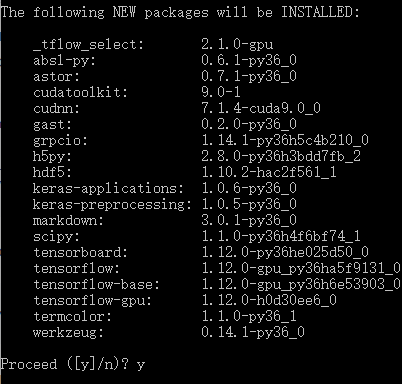 The following NEW packages will be INSTALLED:
_tflow_select: 2.1.0-gpu
absl-py: 0.6.1-py36_0
astor: 0.7.1-py36_0
cudatoolkit: 9.0-1
cudnn: 7.1.4-cuda9.0_0
gast: 0.2.0-py36_0
grpcio: 1.14.1-py36h5c4b210_0
h5py: 2.8.0-py36h3bdd7fb_2
hdf5: 1.10.2-hac2f561_1
keras-applications: 1.0.6-py36_0
keras-preprocessing: 1.0.5-py36_0
markdown: 3.0.1-py36_0
scipy: 1.1.0-py36h4f6bf74_1
tensorboard: 1.12.0-py36he025d50_0
tensorflow: 1.12.0-gpu_py36ha5f9131_0
tensorflow-base: 1.12.0-gpu_py36h6e53903_0
tensorflow-gpu: 1.12.0-h0d30ee6_0
termcolor: 1.1.0-py36_1
werkzeug: 0.14.1-py36_0
Proceed ([y]/n)? y